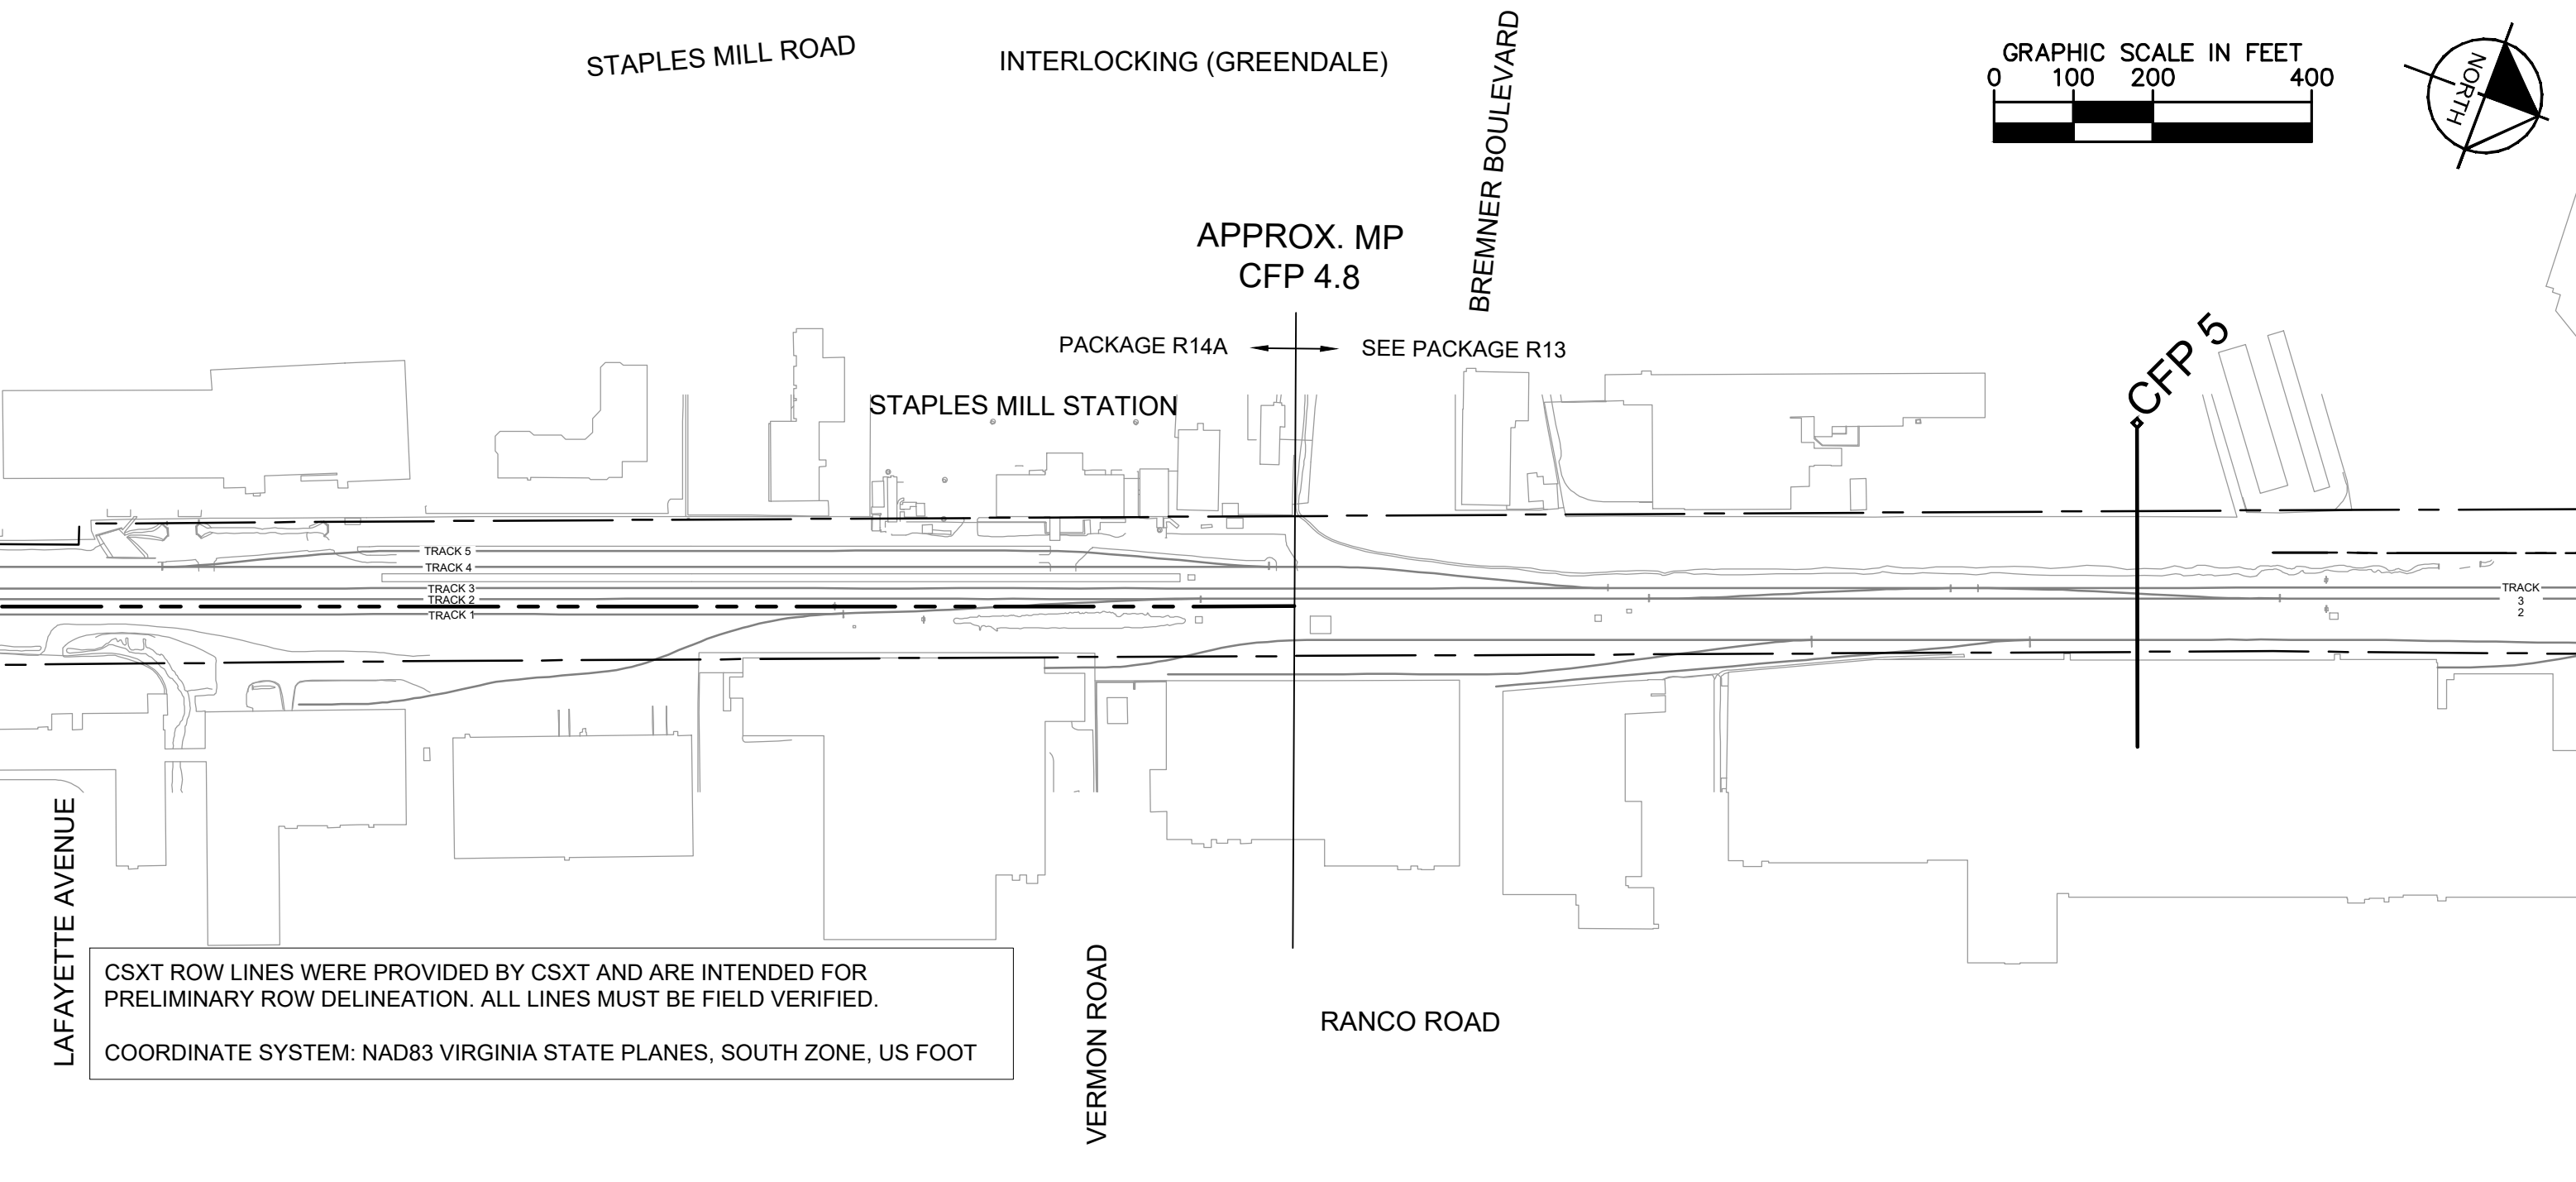 STAPLES MILL ROAD
INTERLOCKING (GREENDALE)
BREMNER BOULEVARD
GRAPHIC SCALE IN FEET
0 100 200 400
NORTH
APPROX. MP
CFP 4.8
PACKAGE R14A
SEE PACKAGE R13
CFP 5
STAPLES MILL STATION
TRACK 5
TRACK 4
TRACK 3
TRACK 2
TRACK 1
TRACK
3
2
LAFAYETTE AVENUE
CSXT ROW LINES WERE PROVIDED BY CSXT AND ARE INTENDED FOR
PRELIMINARY ROW DELINEATION. ALL LINES MUST BE FIELD VERIFIED.
COORDINATE SYSTEM: NAD83 VIRGINIA STATE PLANES, SOUTH ZONE, US FOOT
VERMON ROAD
RANCO ROAD